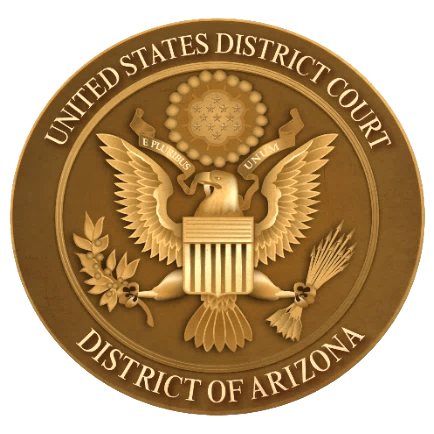 UNITED STATES DISTRICT COURT
E PLURIBUS UNUM
DISTRICT OF ARIZONA